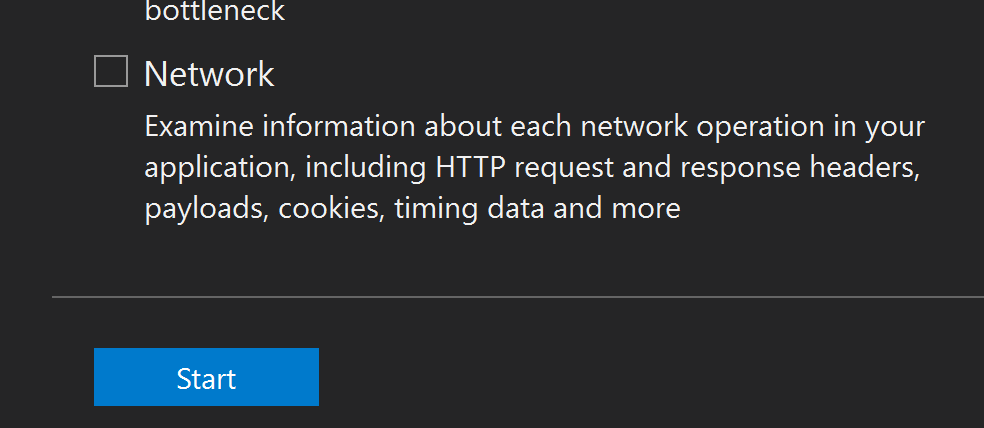 bottleneck
Network
Examine information about each network operation in your
application, including HTTP request and response headers,
payloads, cookies, timing data and more
Start